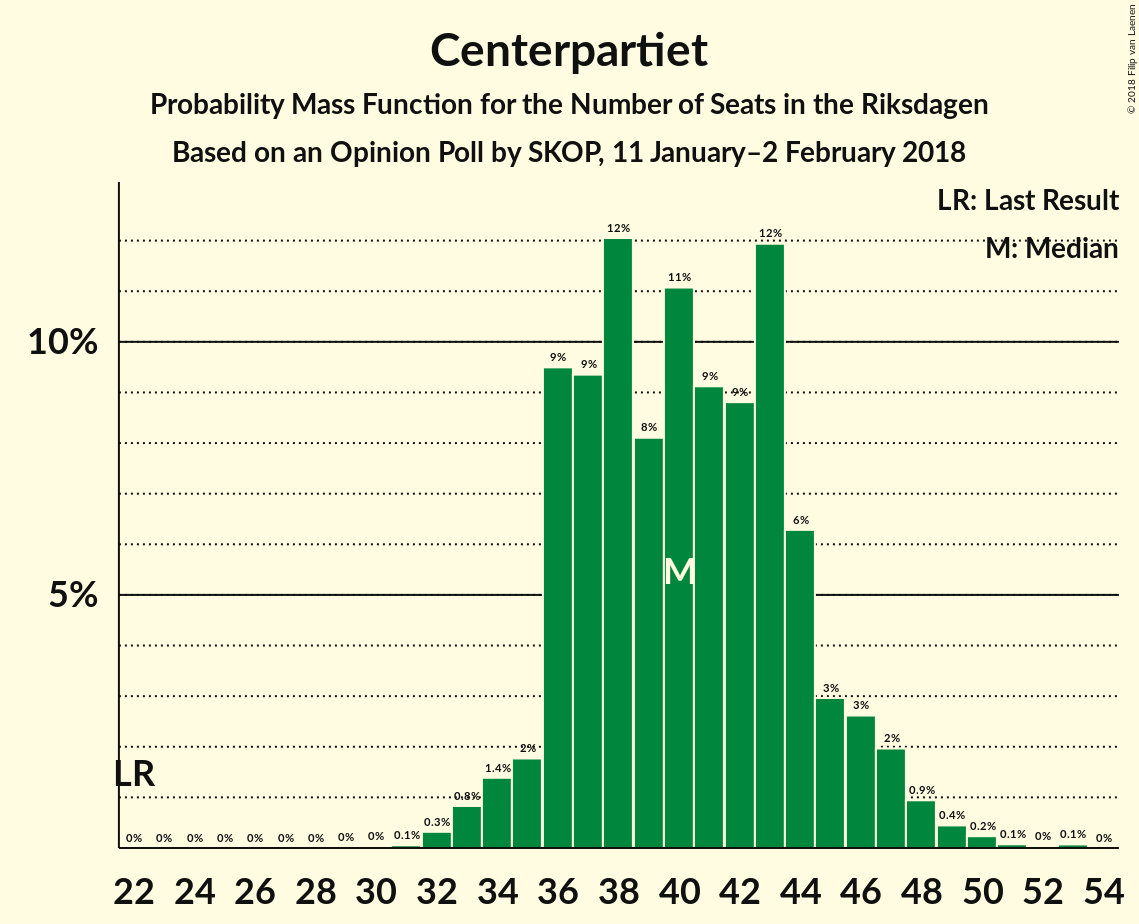 Centerpartiet
Probability Mass Function for the Number of Seats in the Riksdagen
Based on an Opinion Poll by SKOP, 11 January–2 February 2018
© 2018 Filip van Laenen
LR: Last Result
M: Median
10%
5%
LR
M
0% 0% 0% 0% 0% 0% 0% 0% 0% 0.1% 0.3% 0.8% 1.4% 2% 9% 9% 12% 8% 11% 9% 9% 12% 6% 3% 3% 2% 0.9% 0.4% 0.2% 0.1% 0% 0.1% 0%
22 24 26 28 30 32 34 36 38 40 42 44 46 48 50 52 54